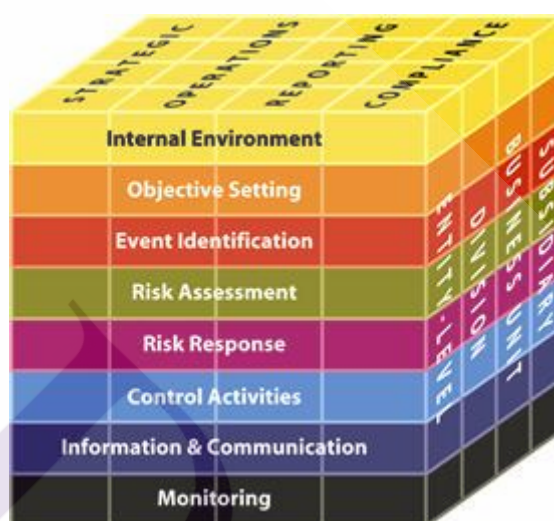 STRATEGIC
OPERATIONS
REPORTING
COMPLIANCE
Internal Environment
Objective Setting
Event Identification
Risk Assessment
Risk Response
Control Activities
Information & Communication
Monitoring
ENTITY-LEVEL
DIVISION
BUSINESS UNIT
SUBSIDIARY